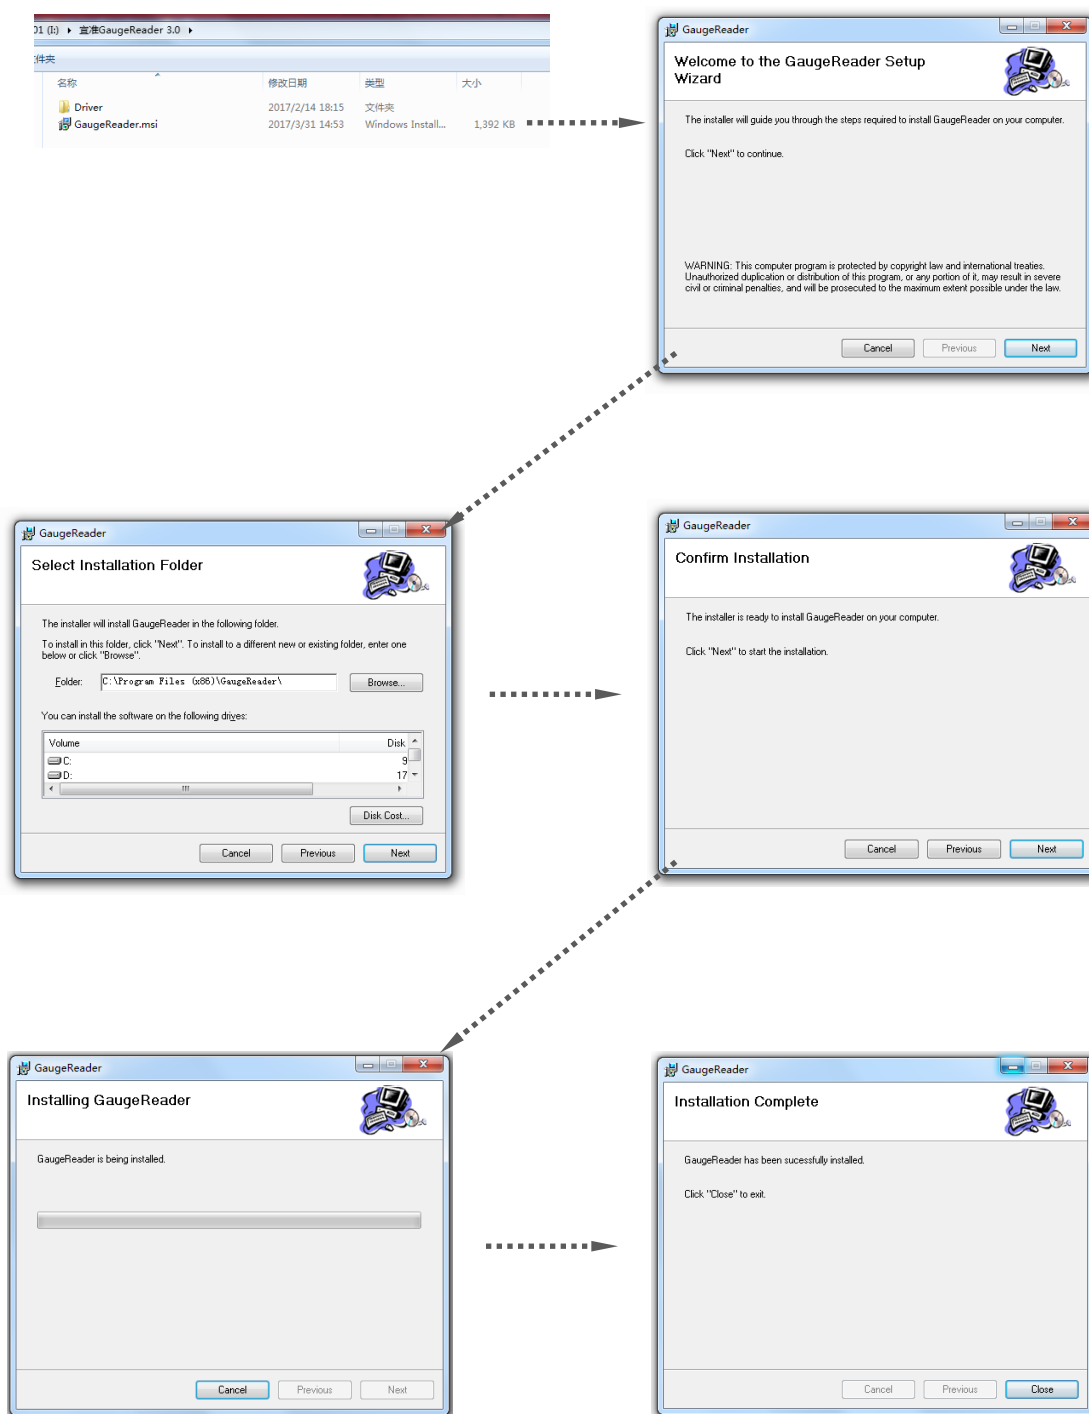 01 (I:) ▸ 宜准GaugeReader 3.0 ▸
件夹
名称 修改日期 类型 大小
Driver 2017/2/14 18:15 文件夹
GaugeReader.msi 2017/3/31 14:53 Windows Install... 1,392 KB
GaugeReader
Welcome to the GaugeReader Setup
Wizard
The installer will guide you through the steps required to install GaugeReader on your computer.
Click "Next" to continue.
WARNING: This computer program is protected by copyright law and international treaties.
Unauthorized duplication or distribution of this program, or any portion of it, may result in severe
civil or criminal penalties, and will be prosecuted to the maximum extent possible under the law.
Cancel Previous Next
GaugeReader
Select Installation Folder
The installer will install GaugeReader in the following folder.
To install in this folder, click "Next". To install to a different new or existing folder, enter one
below or click "Browse".
Folder: C:\Program Files (x86)\GaugeReader\ Browse...
You can install the software on the following drives:
Volume Disk
C: 9
D: 17
Disk Cost...
Cancel Previous Next
GaugeReader
Confirm Installation
The installer is ready to install GaugeReader on your computer.
Click "Next" to start the installation.
Cancel Previous Next
GaugeReader
Installing GaugeReader
GaugeReader is being installed.
Cancel Previous Next
GaugeReader
Installation Complete
GaugeReader has been sucessfully installed.
Click "Close" to exit.
Cancel Previous Close